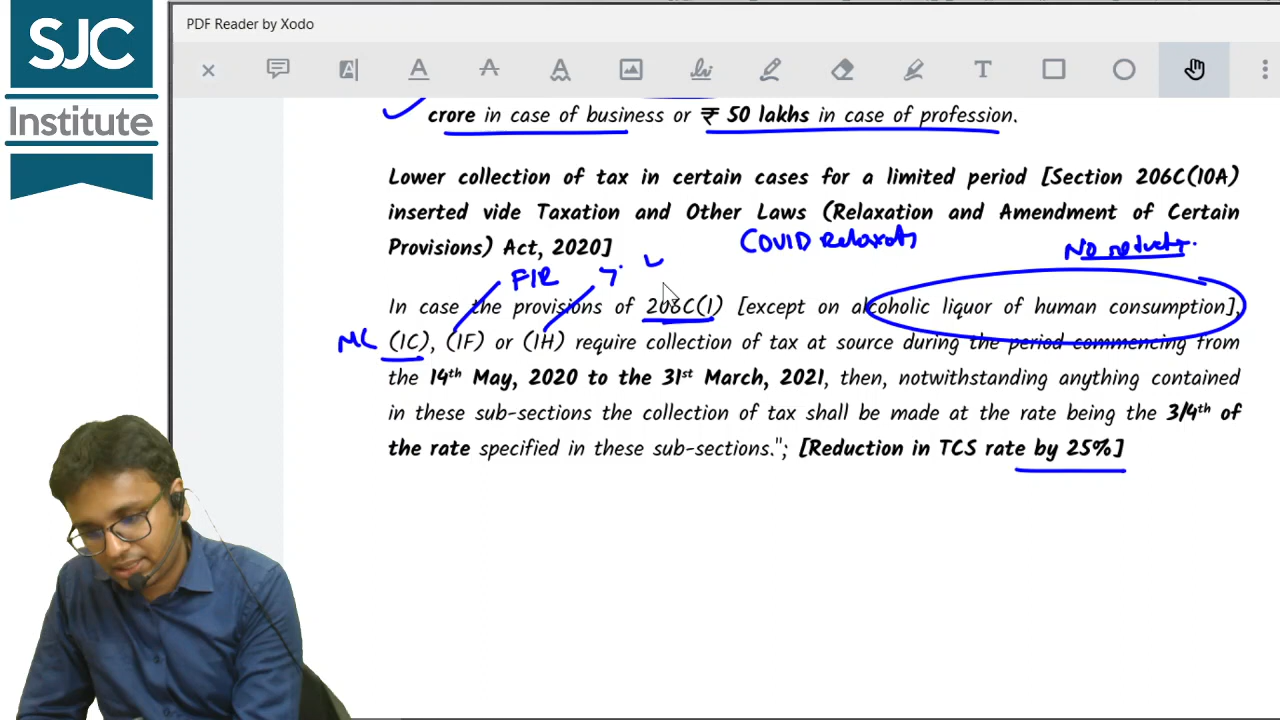 SJC
Institute
PDF Reader by Xodo
crore in case of business or ₹ 50 lakhs in case of profession.
Lower collection of tax in certain cases for a limited period [Section 206C(10A)
inserted vide Taxation and Other Laws (Relaxation and Amendment of Certain
Provisions) Act, 2020]
COVID
No
In case the provisions of 206C(1) [except on alcoholic liquor of human consumption],
(1C), (1F) or (1H) require collection of tax at source during the period commencing from
the 14th May, 2020 to the 31st March, 2021, then, notwithstanding anything contained
in these sub-sections the collection of tax shall be made at the rate being the 3/4th of
the rate specified in these sub-sections."; [Reduction in TCS rate by 25%]